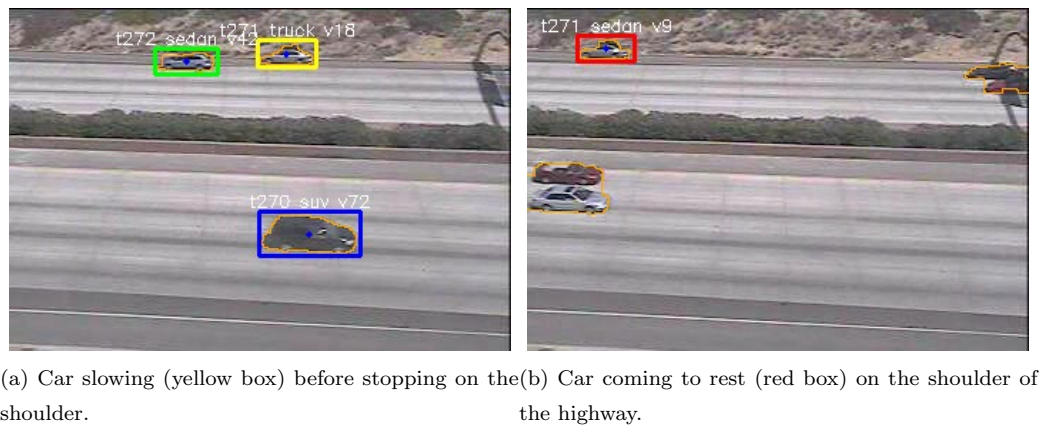 t271 truck v18
t272 sedan v42
t270 suv v72
t271 sedan v9
(a) Car slowing (yellow box) before stopping on the
shoulder.
(b) Car coming to rest (red box) on the shoulder of
the highway.